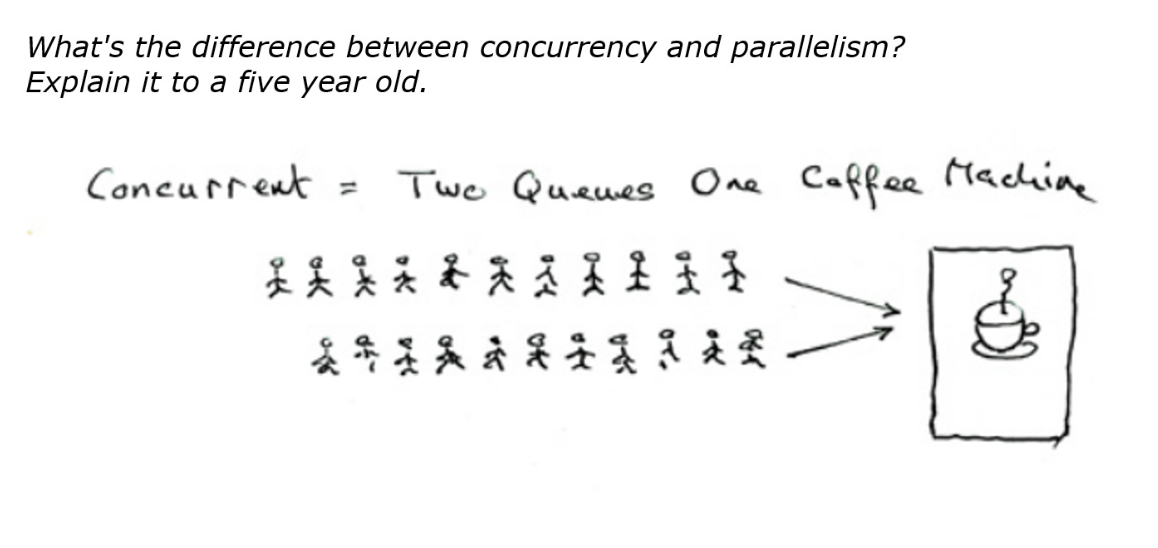 What's the difference between concurrency and parallelism?
Explain it to a five year old.
Concurrent = Two Queues One Coffee Machine